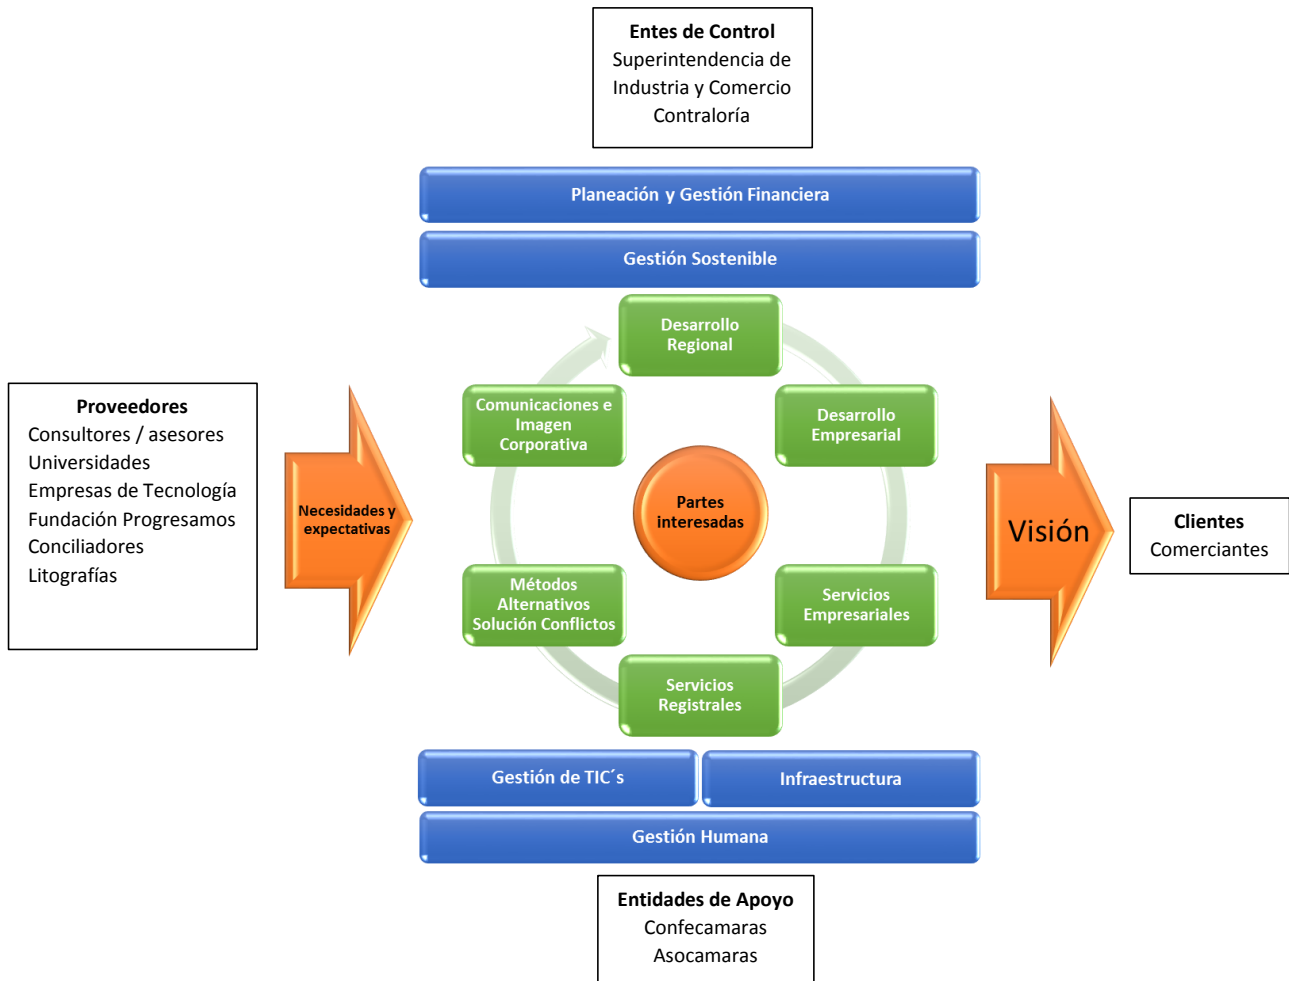 Entes de Control
Superintendencia de
Industria y Comercio
Contraloría
Planeación y Gestión Financiera
Gestión Sostenible
Desarrollo
Regional
Comunicaciones e
Imagen
Corporativa
Desarrollo
Empresarial
Proveedores
Consultores / asesores
Universidades
Empresas de Tecnología
Fundación Progresamos
Conciliadores
Litografías
Necesidades y
expectativas
Partes
interesadas
Visión
Clientes
Comerciantes
Métodos
Alternativos
Solución Conflictos
Servicios
Empresariales
Servicios
Registrales
Gestión de TIC´s
Infraestructura
Gestión Humana
Entidades de Apoyo
Confecamaras
Asocamaras